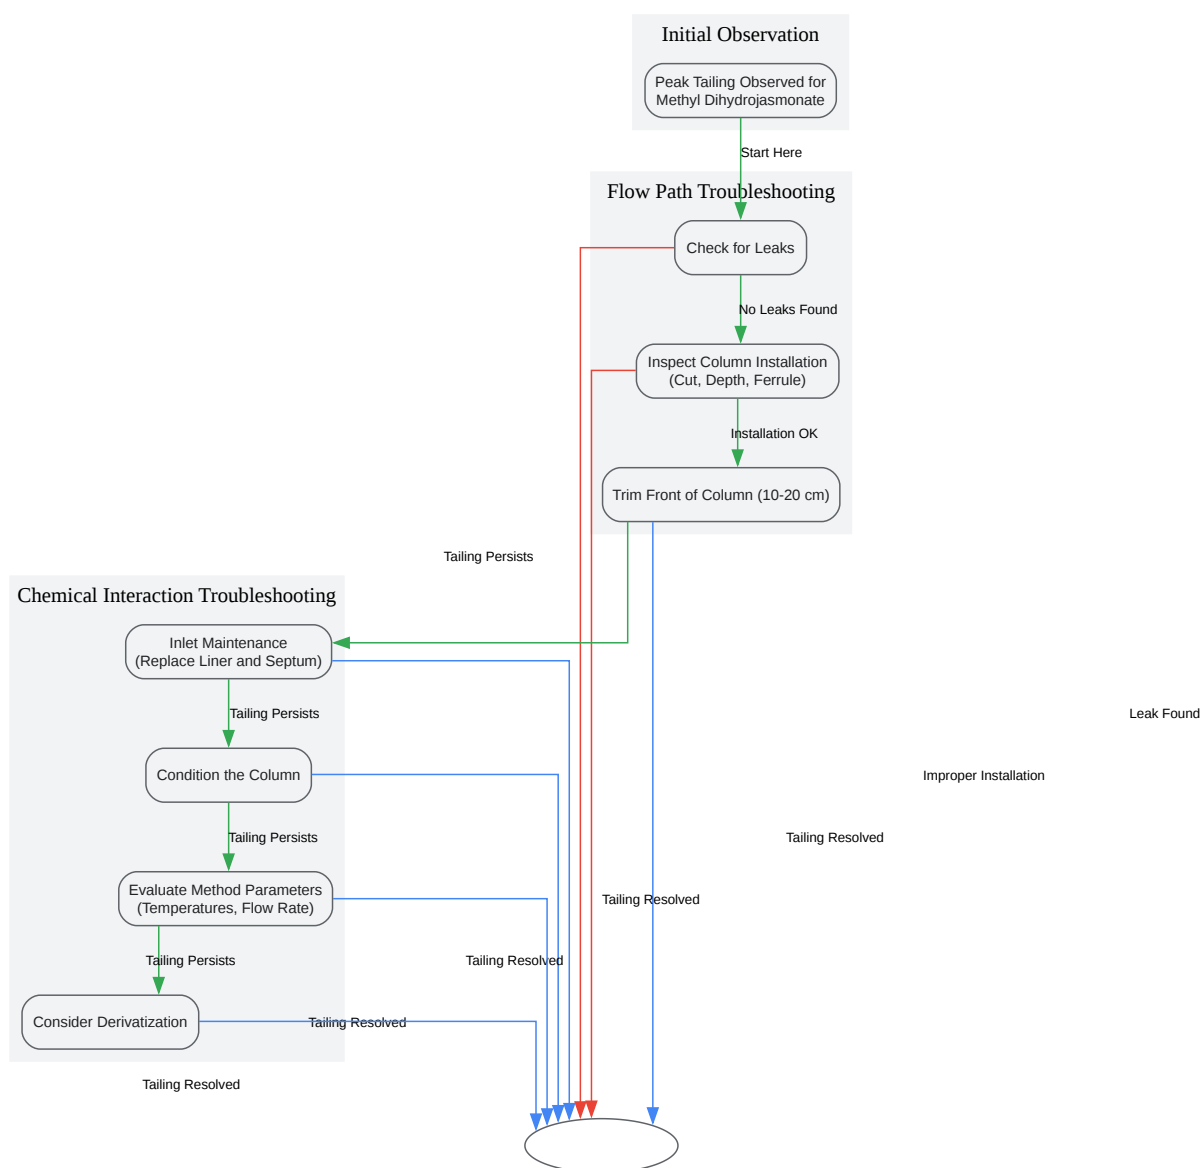 Initial Observation
Peak Tailing Observed for
Methyl Dihydrojasmonate
Start Here
Flow Path Troubleshooting
Check for Leaks
No Leaks Found
Inspect Column Installation
(Cut, Depth, Ferrule)
Installation OK
Trim Front of Column (10-20 cm)
Tailing Persists
Chemical Interaction Troubleshooting
Inlet Maintenance
(Replace Liner and Septum)
Tailing Persists
Leak Found
Condition the Column
Improper Installation
Tailing Persists
Tailing Resolved
Evaluate Method Parameters
(Temperatures, Flow Rate)
Tailing Resolved
Tailing Persists
Tailing Resolved
Consider Derivatization
Tailing Resolved
Tailing Resolved